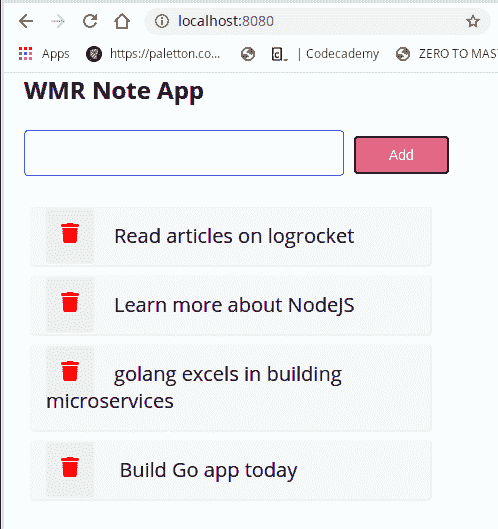 localhost:8080
Apps https://paletton.co... | Codecademy ZERO TO MAS
WMR Note App
Add
Read articles on logrocket
Learn more about NodeJS
golang excels in building
microservices
Build Go app today